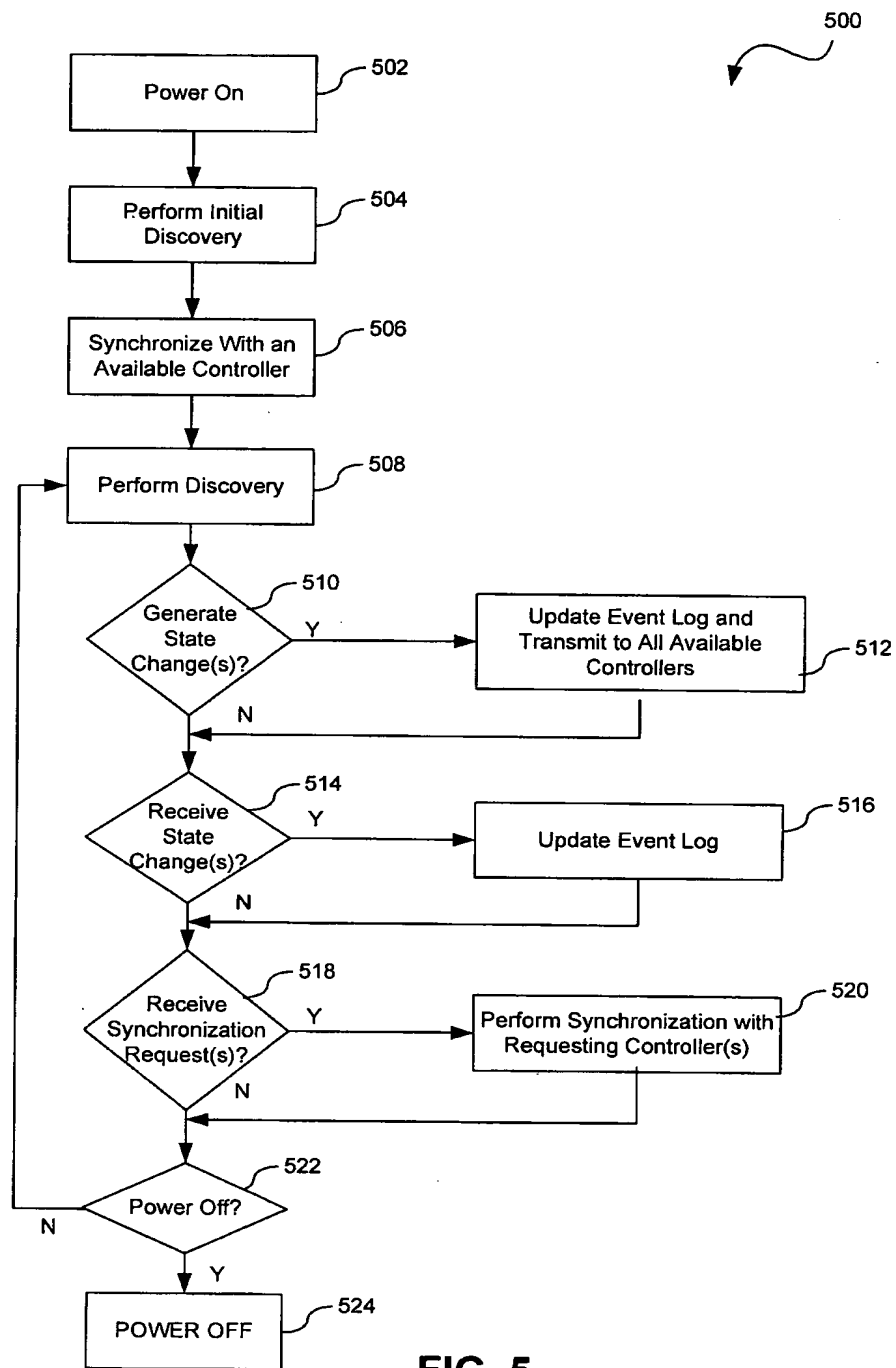 500
502
Power On
504
Perform Initial
Discovery
506
Synchronize With an
Available Controller
508
Perform Discovery
510
Generate
State
Change(s)?
Y
N
Update Event Log and
Transmit to All Available
Controllers
512
514
Receive
State
Change(s)?
Y
N
516
Update Event Log
518
Receive
Synchronization
Request(s)?
Y
N
520
Perform Synchronization with
Requesting Controller(s)
522
Power Off?
N
Y
524
POWER OFF
FIG. 5